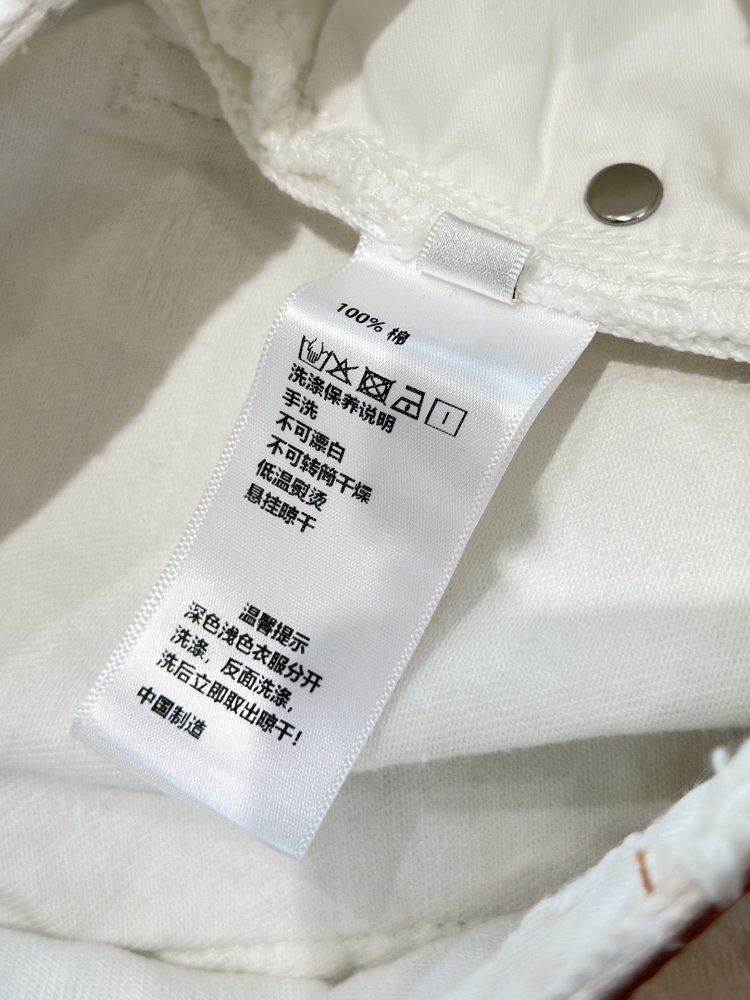 100% 棉
洗涤保养说明
手洗
不可漂白
不可转筒干燥
低温熨烫
悬挂晾干
温馨提示
深色浅色衣服分开
洗涤，反面洗涤，
洗后立即取出晾干！
中国制造